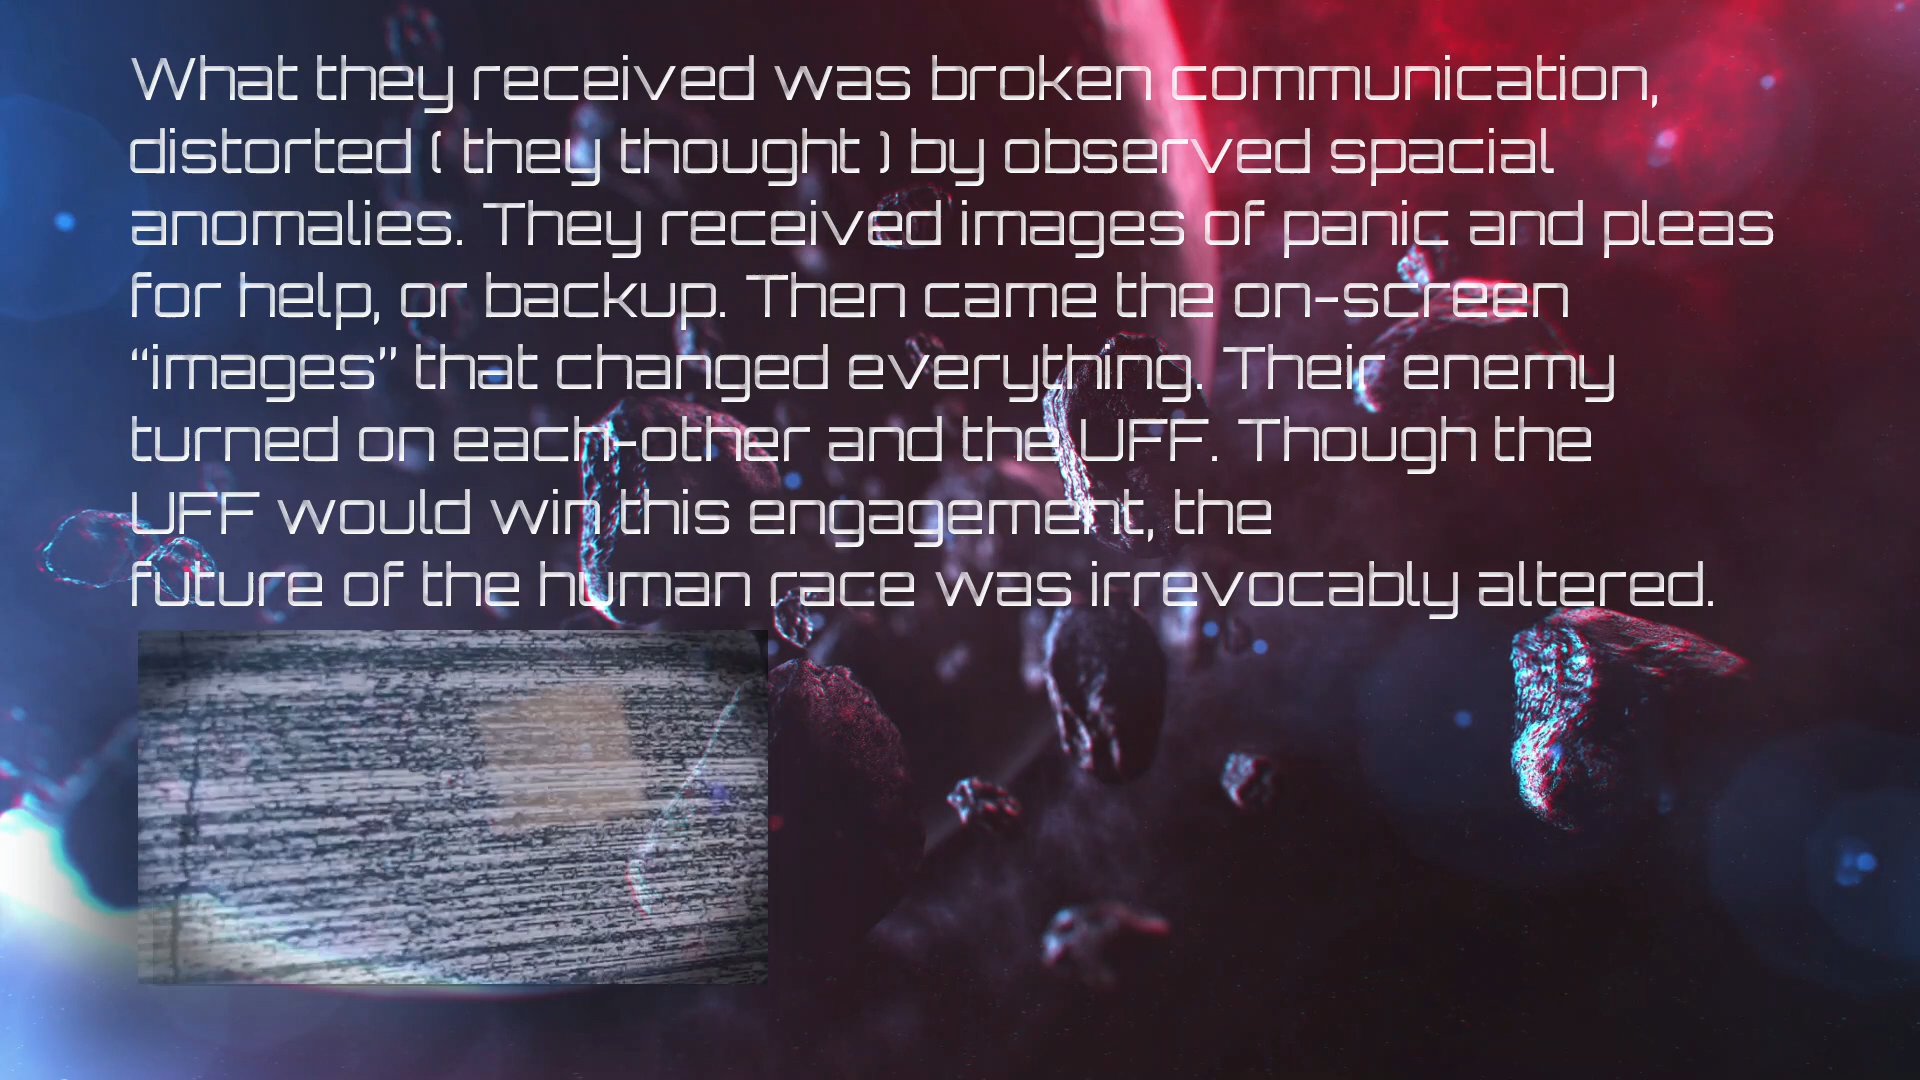 What they received was broken communication,
distorted ( they thought ) by observed spacial
anomalies. They received images of panic and pleas
for help, or backup. Then came the on-screen
“images” that changed everything. Their enemy
turned on each-other and the UFF. Though the
UFF would win this engagement, the
future of the human race was irrevocably altered.